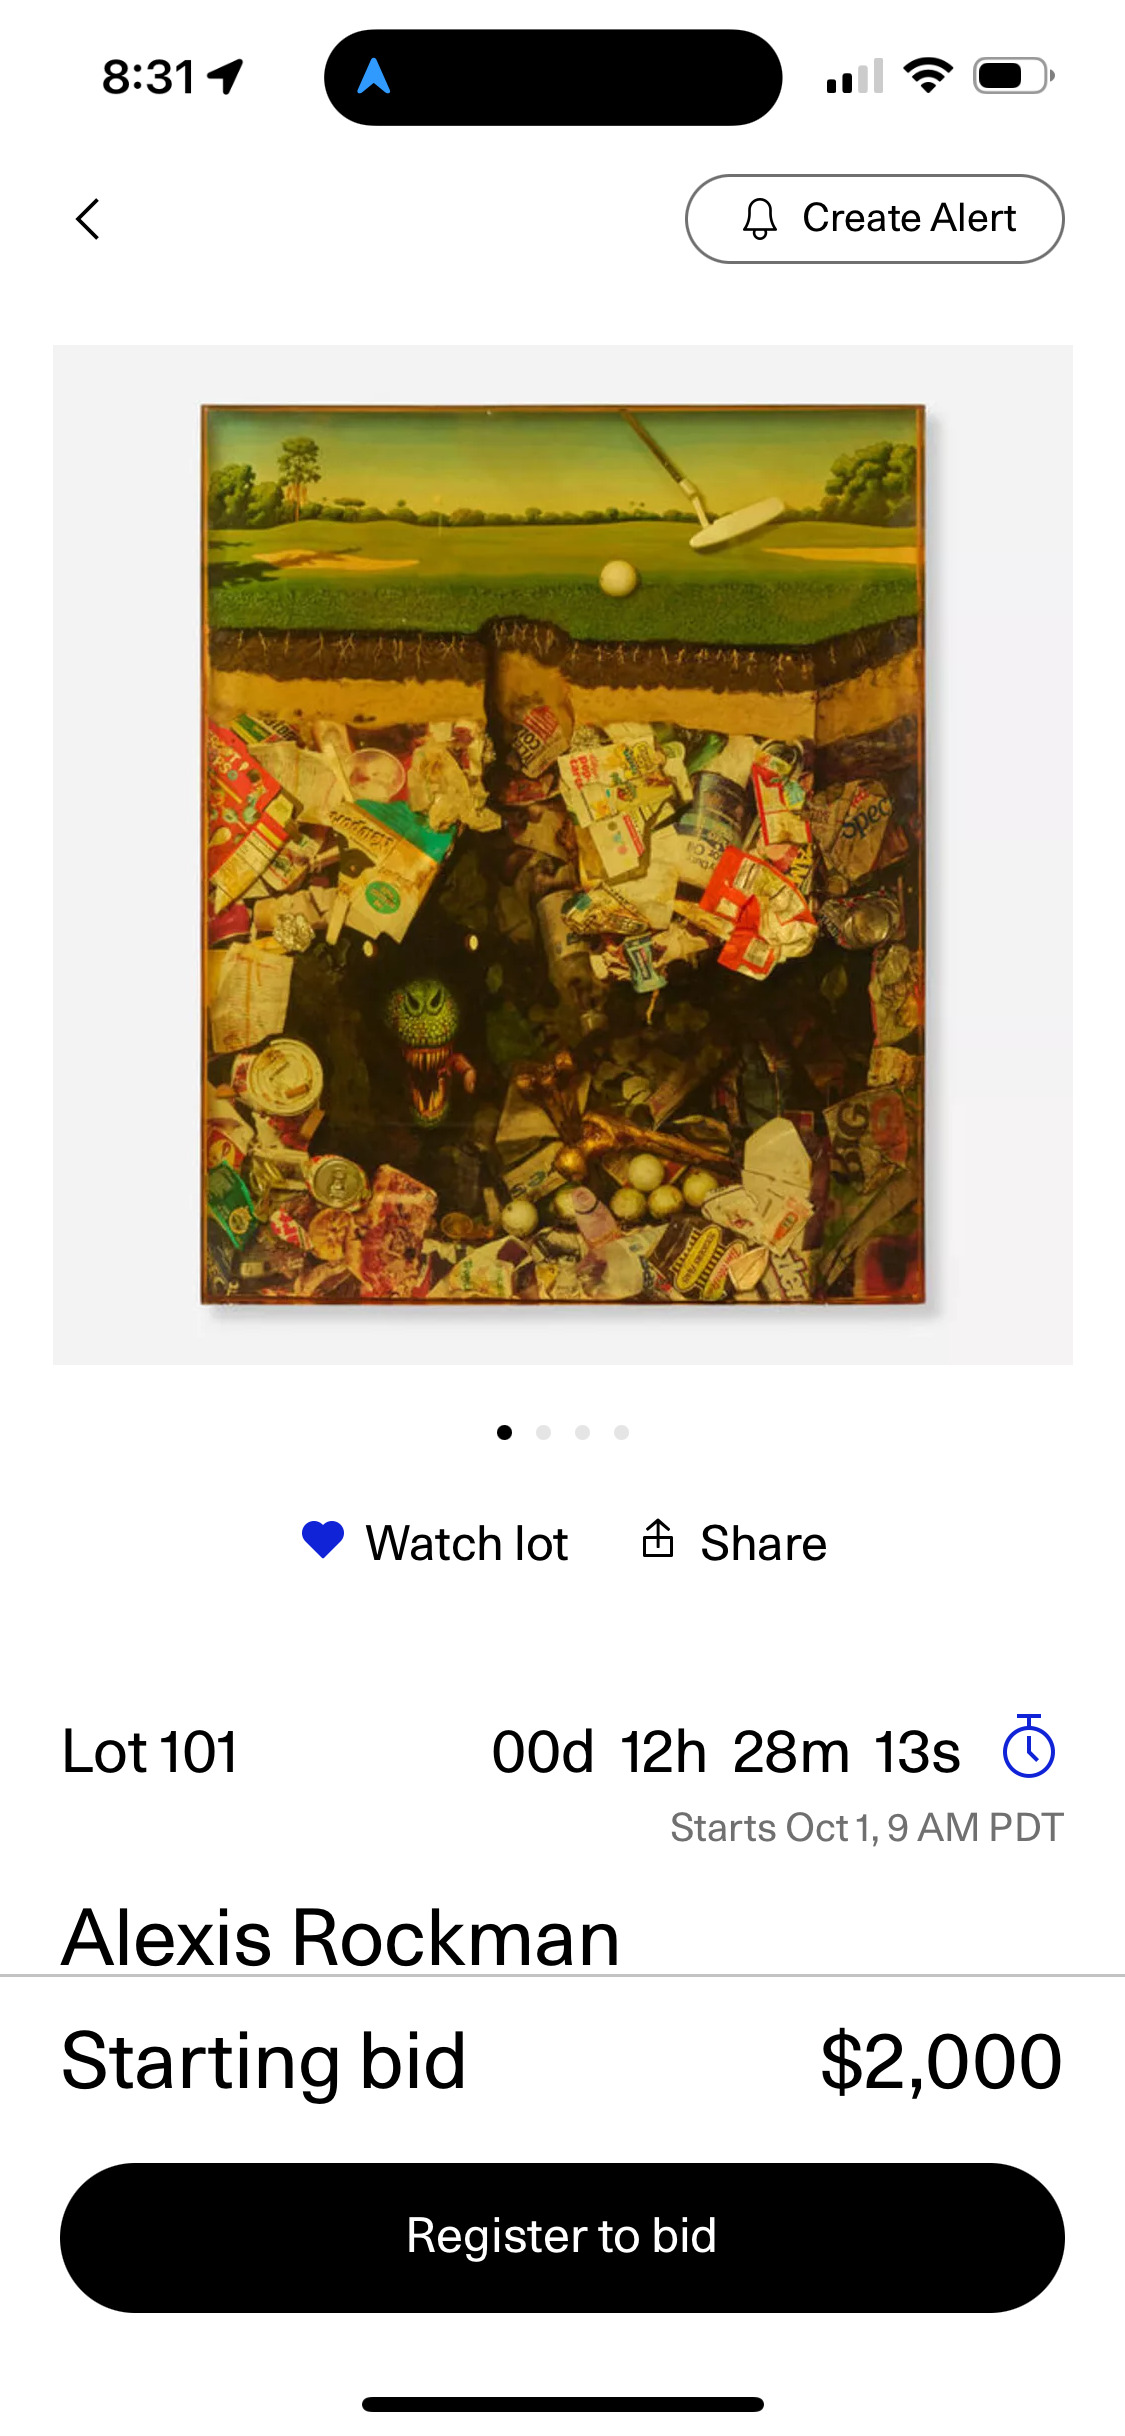 8:31
Create Alert
Spec
Watch lot
Share
Lot 101
00d 12h 28m 13s
Starts Oct 1, 9 AM PDT
Alexis Rockman
Starting bid
$2,000
Register to bid